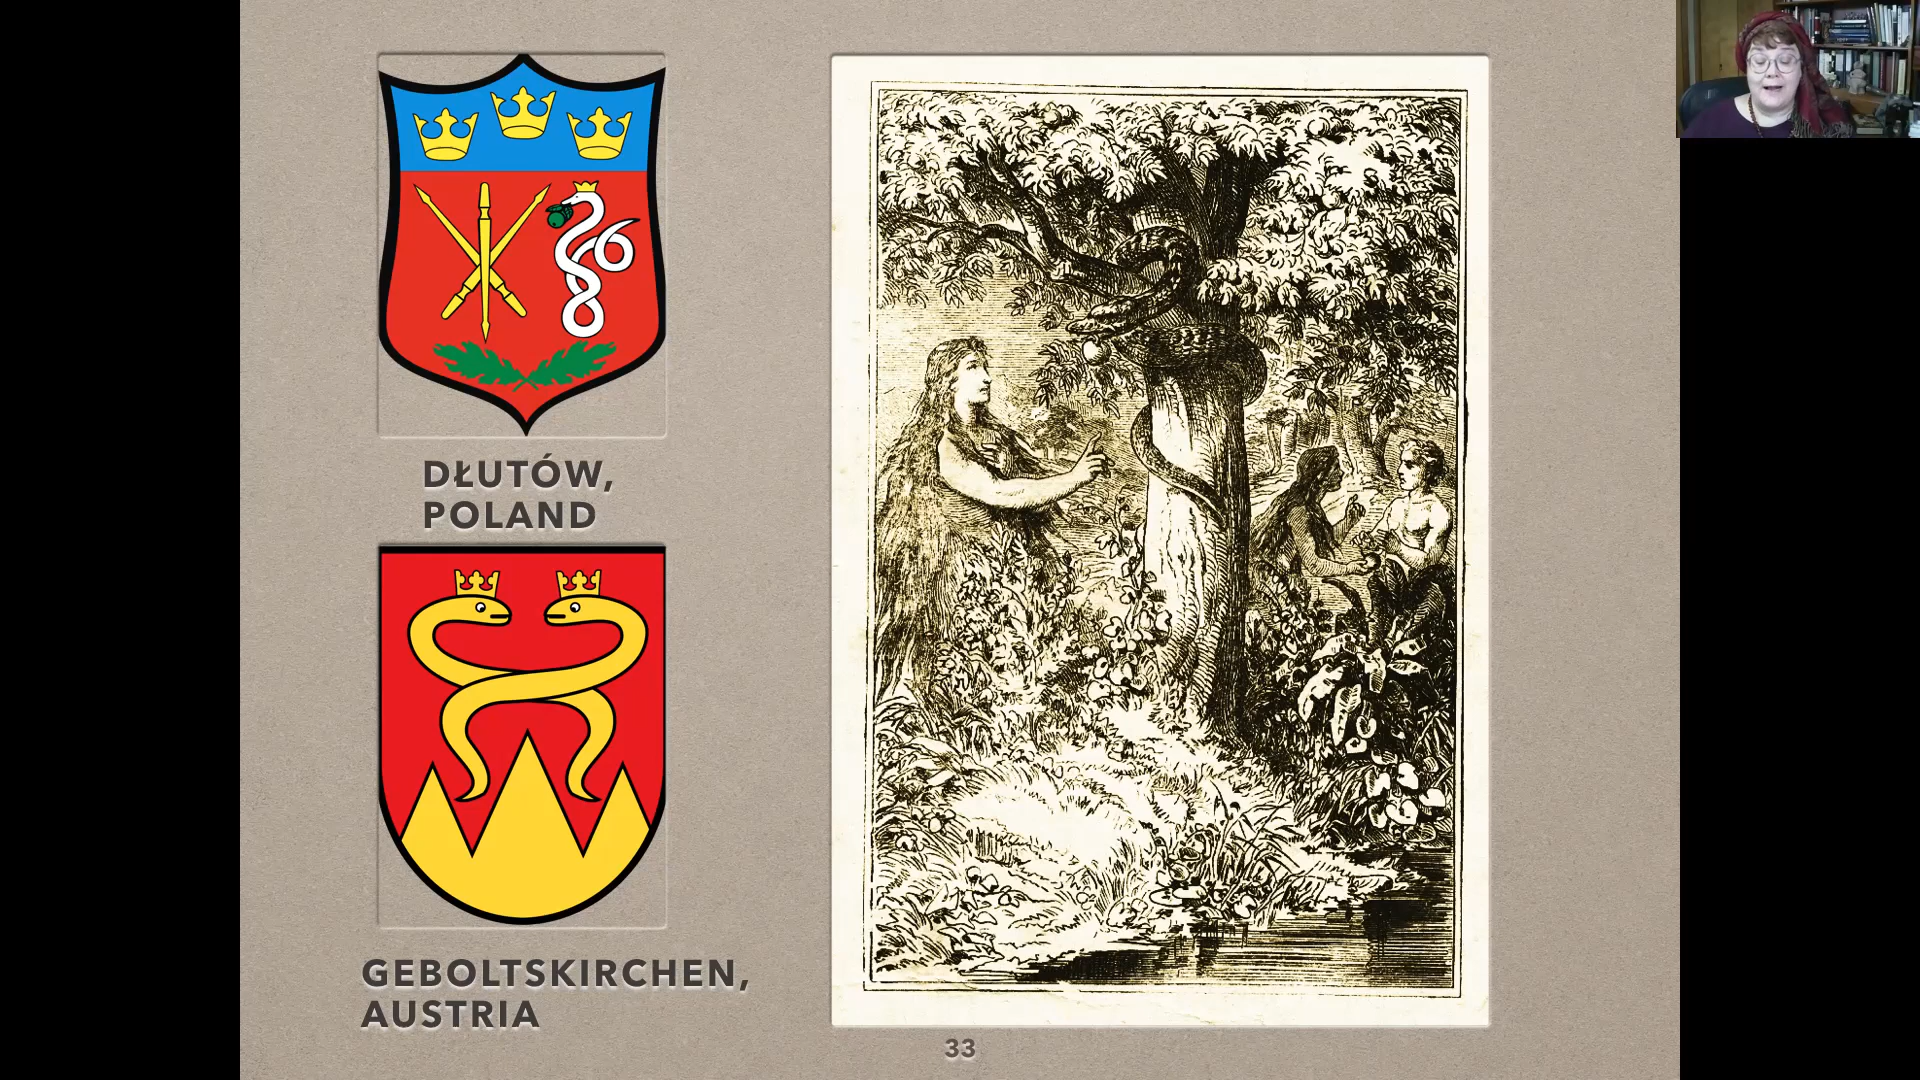 DŁUTÓW,
POLAND
GEBOLTSKIRCHEN,
AUSTRIA
33